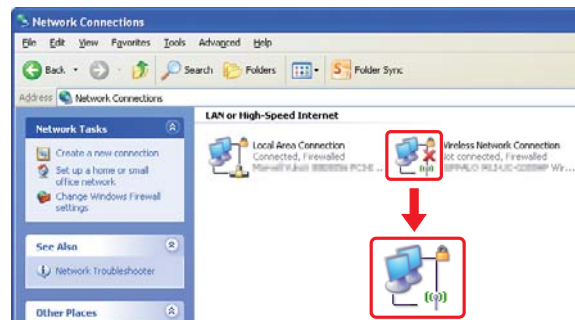 Network Connections
File Edit View Favorites Tools Advanced Help
Back Search Folders Folder Sync
Address Network Connections
LAN or High-Speed Internet
Network Tasks
Create a new connection
Set up a home or small
office network
Change Windows Firewall
settings
See Also
Network Troubleshooter
Other Places
Local Area Connection
Connected, Firewalled
Wireless Network Connection
Not connected, Firewalled